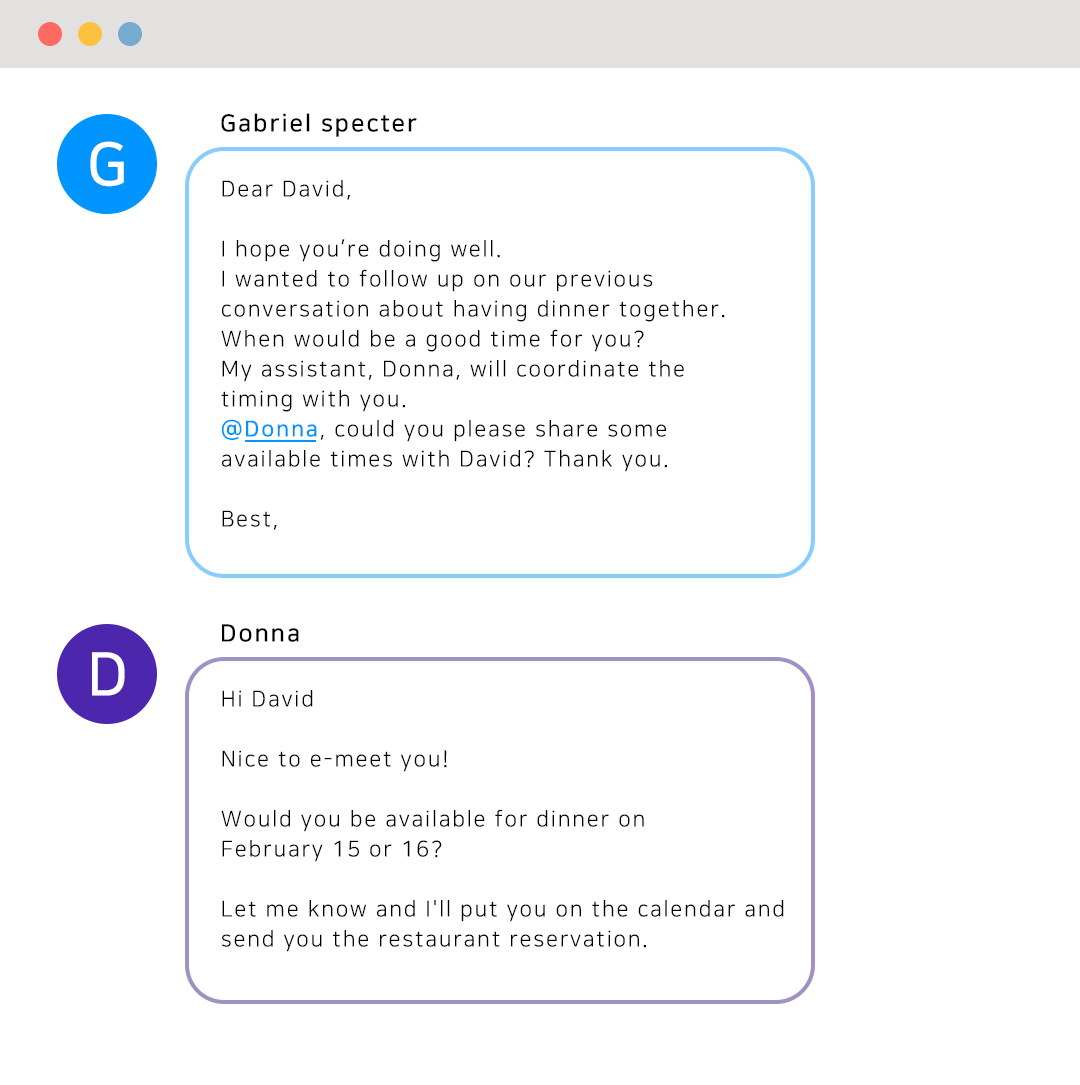 Gabriel specter
G
Dear David,
I hope you’re doing well.
I wanted to follow up on our previous
conversation about having dinner together.
When would be a good time for you?
My assistant, Donna, will coordinate the
timing with you.
@Donna, could you please share some
available times with David? Thank you.
Best,
Donna
D
Hi David
Nice to e-meet you!
Would you be available for dinner on
February 15 or 16?
Let me know and I'll put you on the calendar and
send you the restaurant reservation.